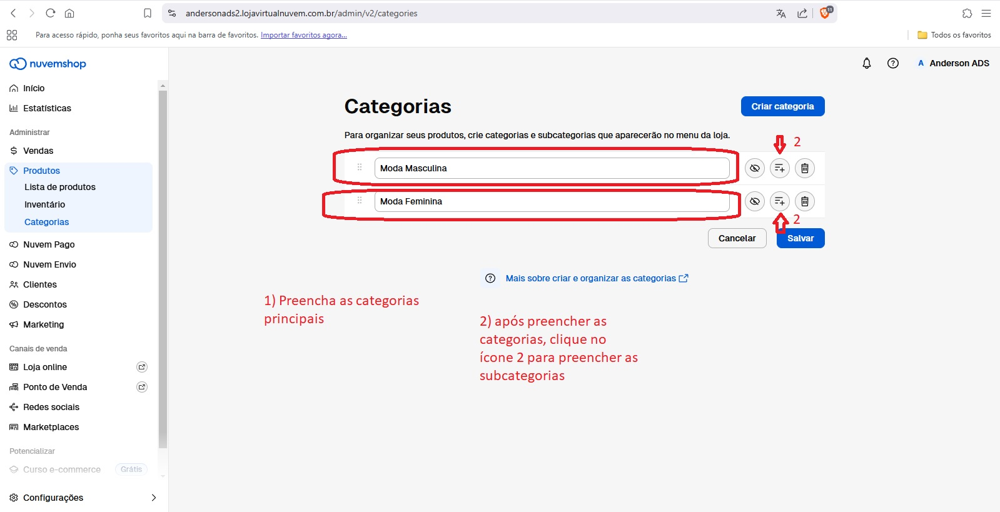 andersonads2.lojavirtualnuvem.com.br/admin/v2/categories
11
Para acesso rápido, ponha seus favoritos aqui na barra de favoritos. Importar favoritos agora...
Todos os favoritos
nuvemshop
A Anderson ADS
Início
Estatísticas
Administrar
Vendas
Produtos
Lista de produtos
Inventário
Categorias
Nuvem Pago
Nuvem Envio
Clientes
Descontos
Marketing
Canais de venda
Loja online
Ponto de Venda
Redes sociais
Marketplaces
Potencializar
Curso e-commerce Grátis
Configurações
Categorias
Criar categoria
Para organizar seus produtos, crie categorias e subcategorias que aparecerão no menu da loja.
2
Moda Masculina
Moda Feminina
2
Cancelar
Salvar
Mais sobre criar e organizar as categorias
1) Preencha as categorias
principais
2) após preencher as
categorias, clique no
ícone 2 para preencher as
subcategorias